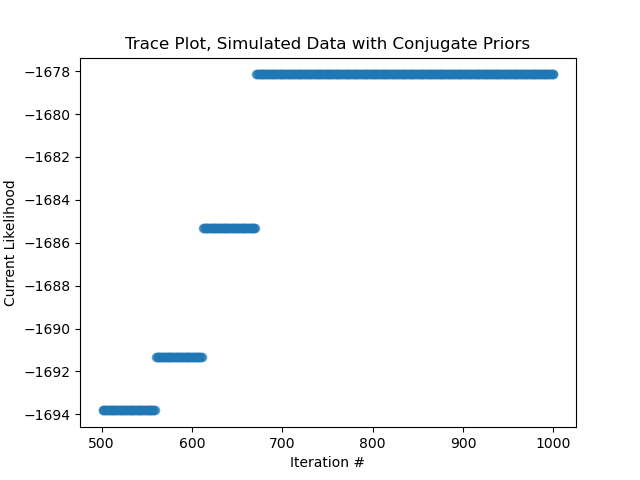 Trace Plot, Simulated Data with Conjugate Priors
Current Likelihood
−1678
−1680
−1682
−1684
−1686
−1688
−1690
−1692
−1694
500 600 700 800 900 1000
Iteration #